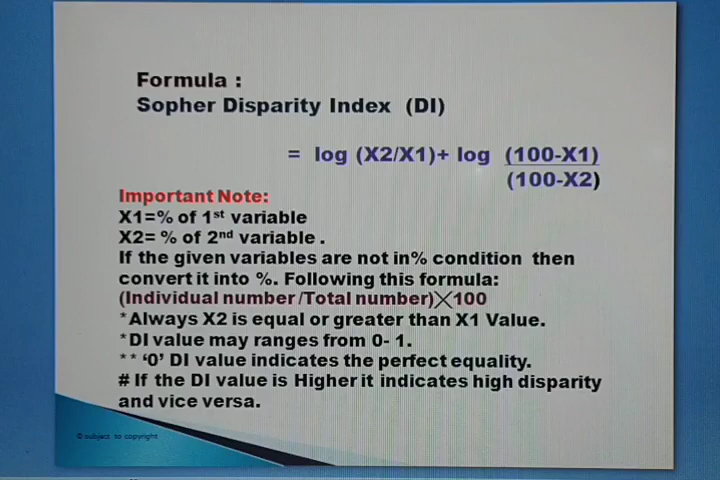 Formula :
Sopher Disparity Index (DI)
= log (X2/X1)+ log (100-X1)
(100-X2)
Important Note:
X1=% of 1st variable
X2= % of 2nd variable .
If the given variables are not in% condition then
convert it into %. Following this formula:
(Individual number /Total number)╳100
*Always X2 is equal or greater than X1 Value.
*DI value may ranges from 0- 1.
** ‘0’ DI value indicates the perfect equality.
# If the DI value is Higher it indicates high disparity
and vice versa.
© subject to copyright